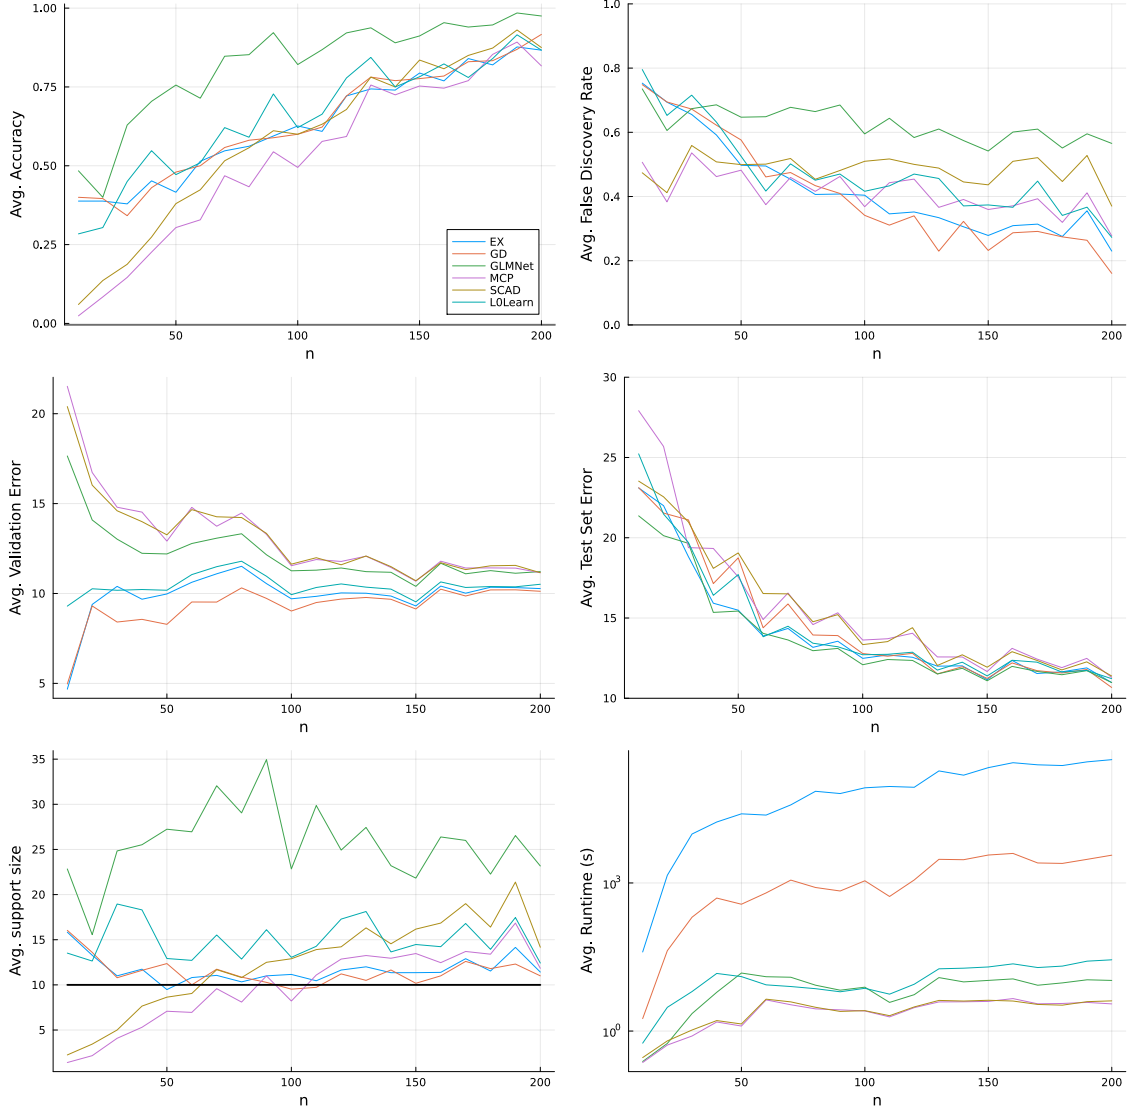 Avg. Accuracy
1.00
0.75
0.50
0.25
0.00
50
100
150
200
n
EX
GD
GLMNet
MCP
SCAD
L0Learn
Avg. False Discovery Rate
1.0
0.8
0.6
0.4
0.2
0.0
50
100
150
200
n
Avg. Validation Error
20
15
10
5
50
100
150
200
n
Avg. Test Set Error
30
25
20
15
10
50
100
150
200
n
Avg. support size
35
30
25
20
15
10
5
50
100
150
200
n
Avg. Runtime (s)
10³
10⁰
50
100
150
200
n